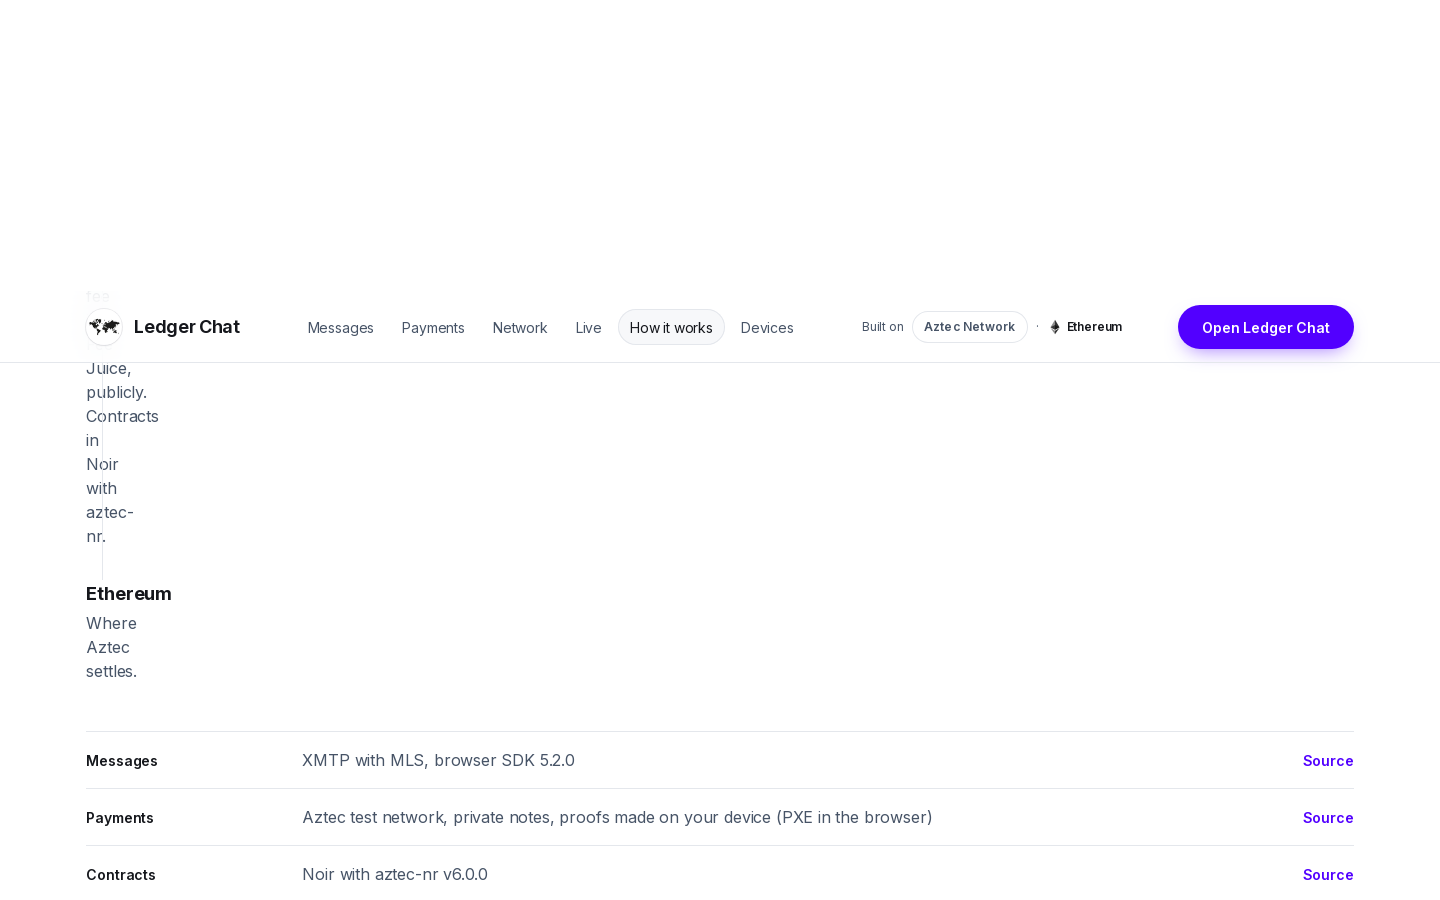 fee
Ledger Chat
Messages
Payments
Network
Live
How it works
Devices
Built on
Aztec Network
·
Ethereum
Open Ledger Chat
Juice,
publicly.
Contracts
in
Noir
with
aztec-
nr.
Ethereum
Where
Aztec
settles.
Messages
XMTP with MLS, browser SDK 5.2.0
Source
Payments
Aztec test network, private notes, proofs made on your device (PXE in the browser)
Source
Contracts
Noir with aztec-nr v6.0.0
Source